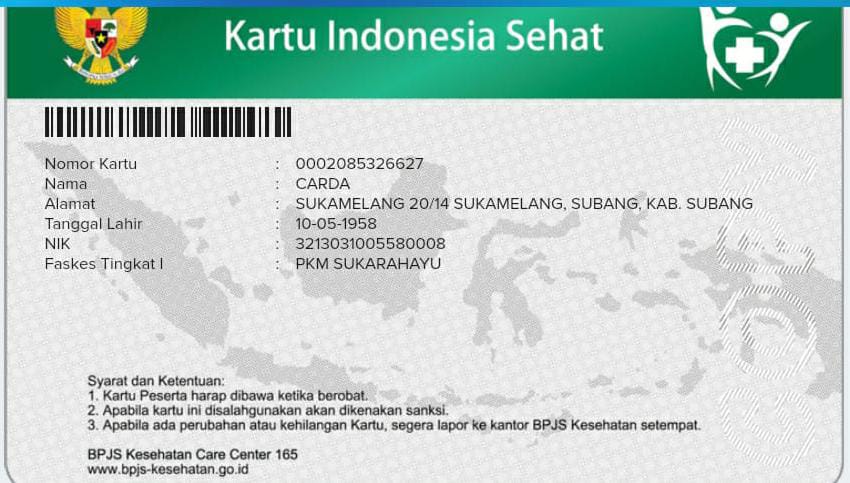 Kartu Indonesia Sehat
Nomor Kartu : 0002085326627
Nama : CARDA
Alamat : SUKAMELANG 20/14 SUKAMELANG, SUBANG, KAB. SUBANG
Tanggal Lahir : 10-05-1958
NIK : 3213031005580008
Faskes Tingkat I : PKM SUKARAHAYU
Syarat dan Ketentuan:
1. Kartu Peserta harap dibawa ketika berobat.
2. Apabila kartu ini disalahgunakan akan dikenakan sanksi.
3. Apabila ada perubahan atau kehilangan Kartu, segera lapor ke kantor BPJS Kesehatan setempat.
BPJS Kesehatan Care Center 165
www.bpjs-kesehatan.go.id